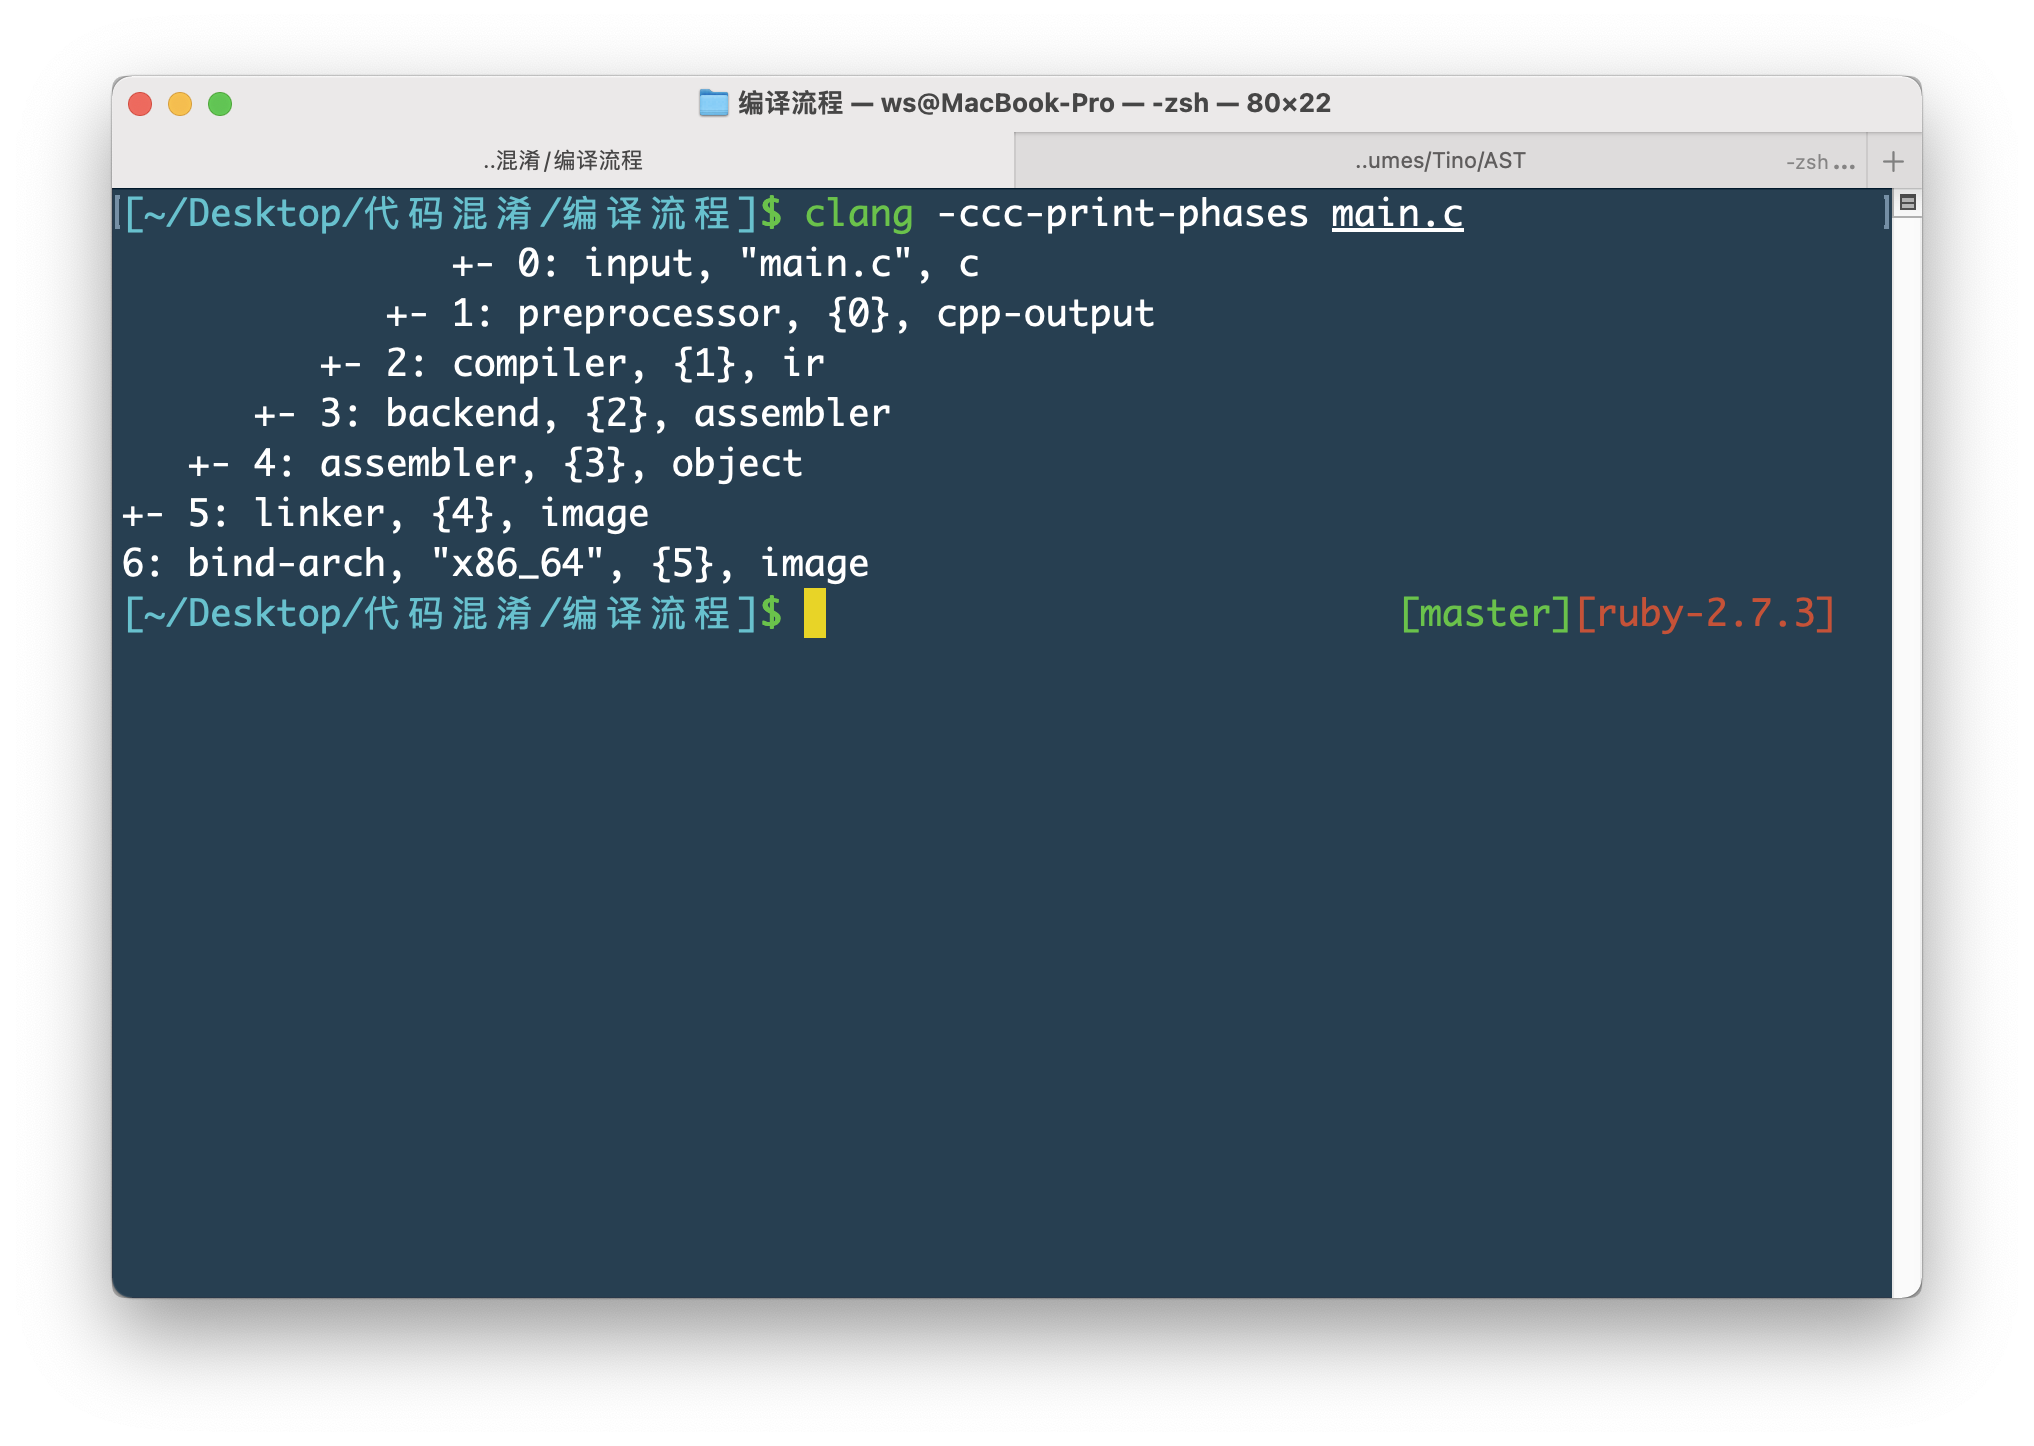 编译流程 — ws@MacBook-Pro — -zsh — 80×22
..混淆/编译流程 ..umes/Tino/AST -zsh ...
[~/Desktop/代码混淆/编译流程]$ clang -ccc-print-phases main.c
+- 0: input, "main.c", c
+- 1: preprocessor, {0}, cpp-output
+- 2: compiler, {1}, ir
+- 3: backend, {2}, assembler
+- 4: assembler, {3}, object
+- 5: linker, {4}, image
6: bind-arch, "x86_64", {5}, image
[~/Desktop/代码混淆/编译流程]$ [master][ruby-2.7.3]